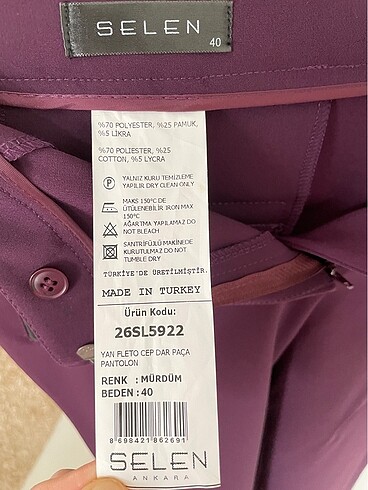 SELEN
40
%70 POLYESTER, %25 PAMUK,
%5 LİKRA
%70 POLIESTER, %25
COTTON, %5 LYCRA
P
YALNIZ KURU TEMİZLEME
YAPILIR DRY CLEAN ONLY
MAKS 150°C DE
ÜTÜLENEBİLİR IRON MAX
150°C
AĞARTMA YAPILAMAZ DO
NOT BLEACH
SANTRİFÜJLÜ MAKİNEDE
KURUTULMAZ DO NOT
TUMBLE DRY
TÜRKİYE'DE ÜRETİLMİŞTİR.
MADE IN TURKEY
Ürün Kodu:
26SL5922
YAN FLETO CEP DAR PAÇA
PANTOLON
RENK : MÜRDÜM
BEDEN : 40
8698421862691
SELEN
ANKARA